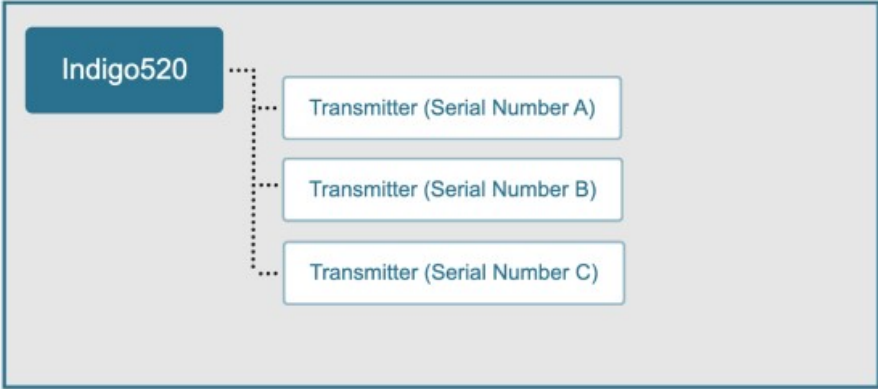 Indigo520
Transmitter (Serial Number A)
Transmitter (Serial Number B)
Transmitter (Serial Number C)